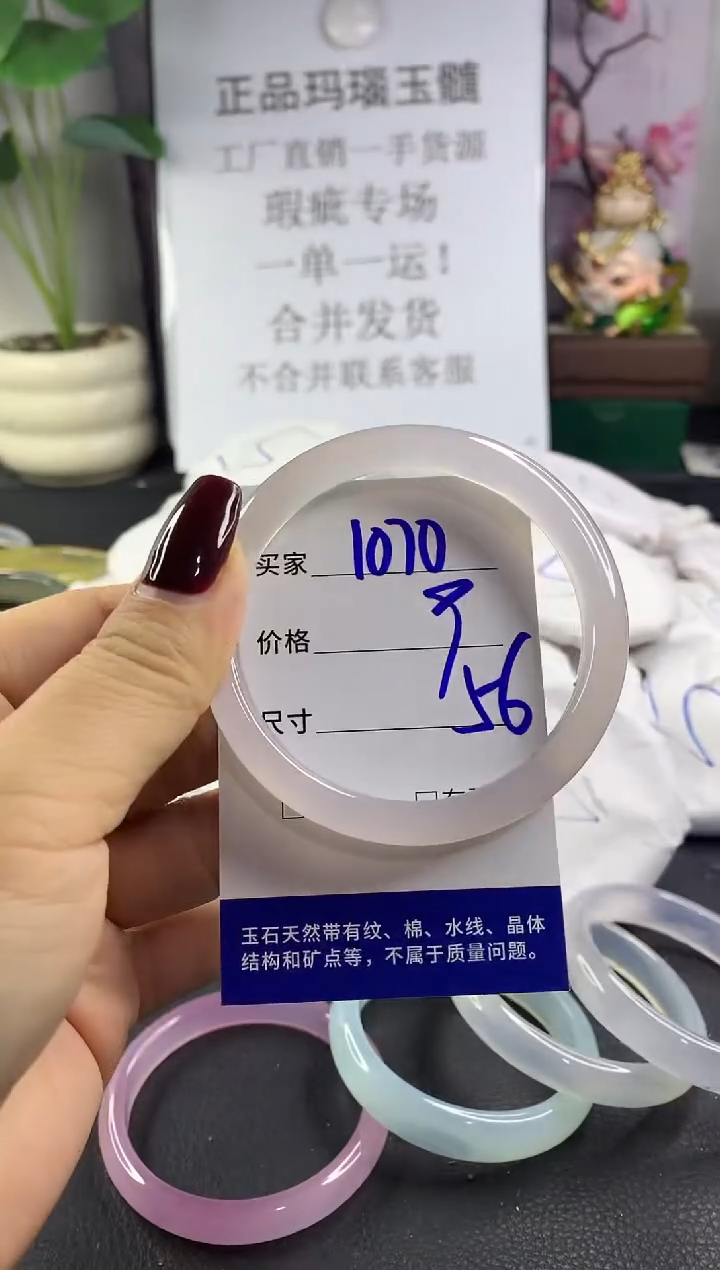 正品玛瑙玉髓
工厂直销一手货源
瑕疵专场
一单一运！
合并发货
不合并联系客服
买家 1070
价格
尺寸 56
玉石天然带有纹、棉、水线、晶体
结构和矿点等，不属于质量问题。